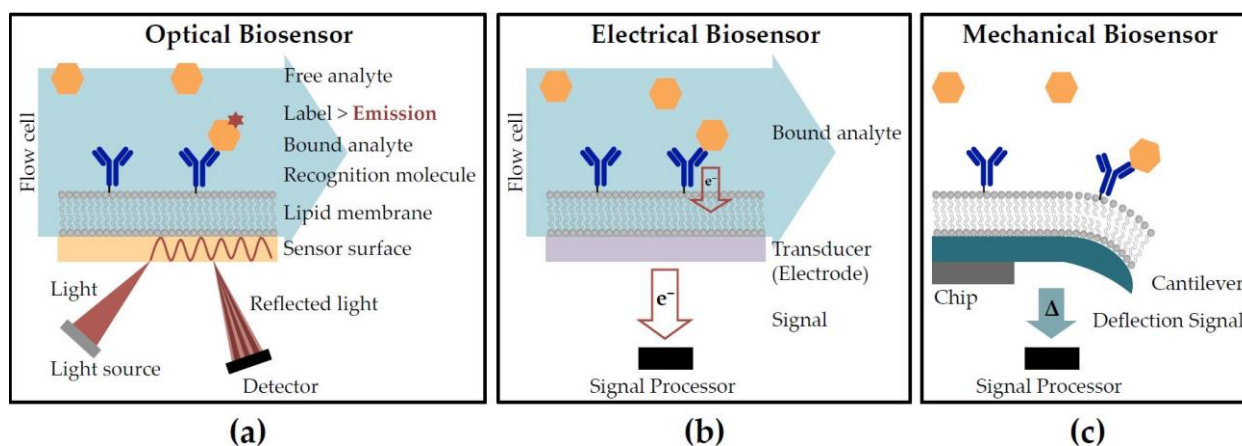 Optical Biosensor
Flow cell
Free analyte
Label > Emission
Bound analyte
Recognition molecule
Lipid membrane
Sensor surface
Light
Reflected light
Light source
Detector
(a)
Electrical Biosensor
Flow cell
Bound analyte
e⁻
Transducer
(Electrode)
e⁻
Signal
Signal Processor
(b)
Mechanical Biosensor
Cantilever
Chip
Δ
Deflection Signal
Signal Processor
(c)